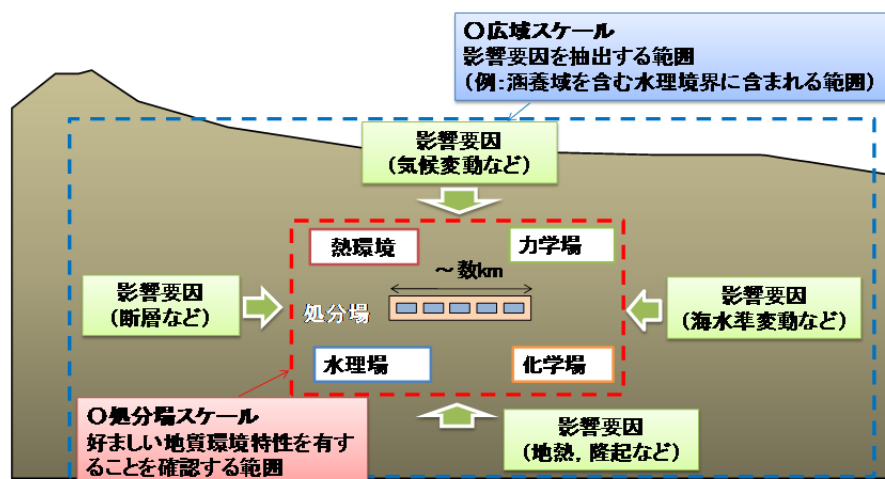 〇広域スケール
影響要因を抽出する範囲
(例:涵養域を含む水理境界に含まれる範囲)
影響要因
(気候変動など)
熱環境
力学場
~数km
影響要因
(断層など)
処分場
影響要因
(海水準変動など)
水理場
化学場
〇処分場スケール
好ましい地質環境特性を有す
ることを確認する範囲
影響要因
(地熱,隆起など)